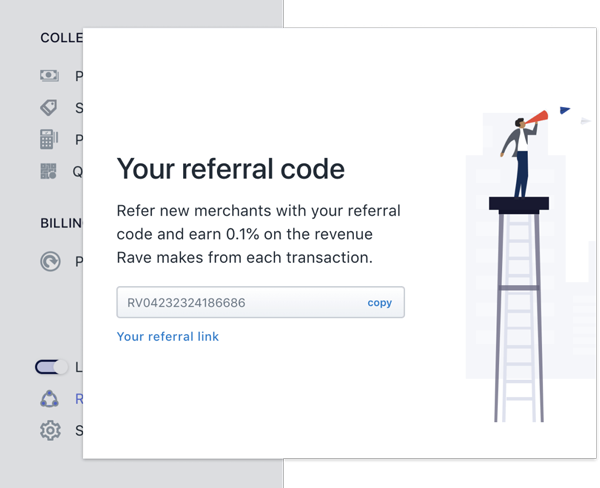 COLLE
P
S
P
Q
BILLIN
P
L
R
S
Your referral code
Refer new merchants with your referral
code and earn 0.1% on the revenue
Rave makes from each transaction.
RV04232324186686
copy
Your referral link